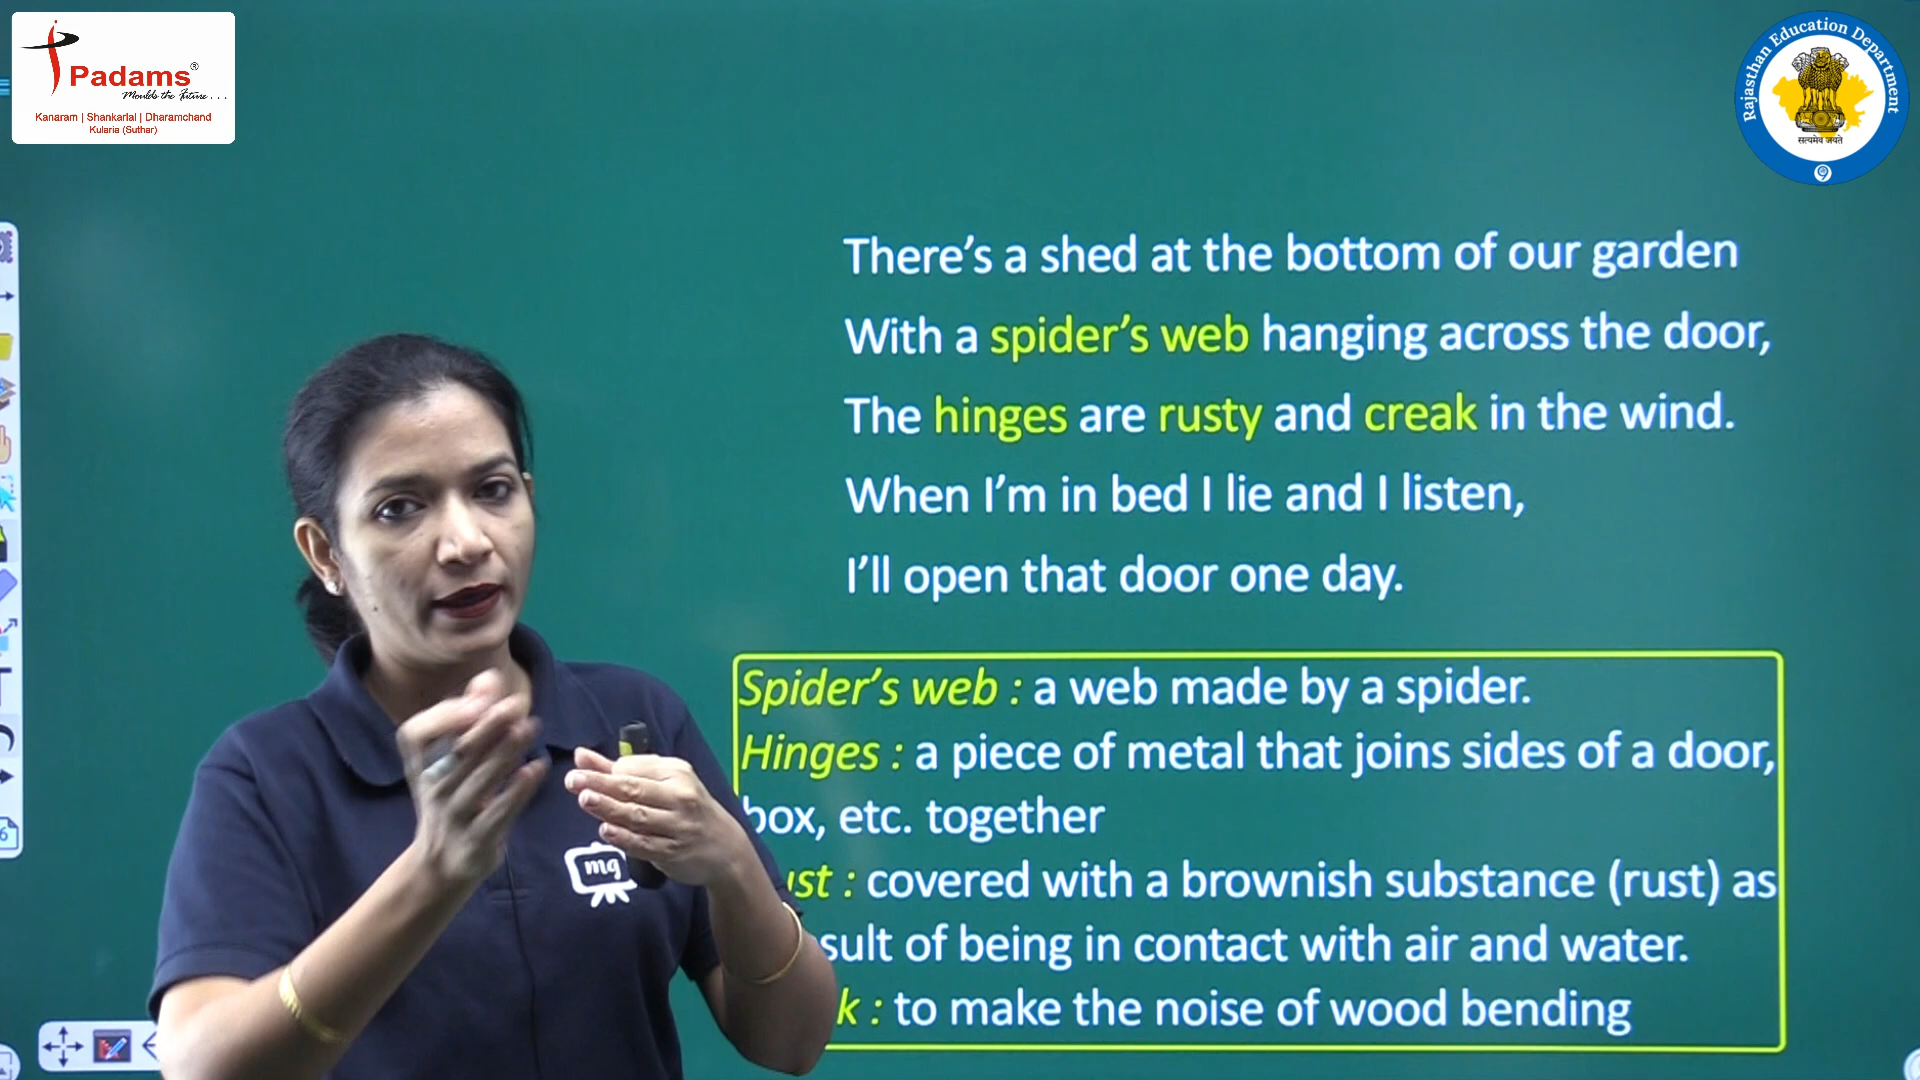 Padams®
Moulds the Future...
Kanaram | Shankarlal | Dharamchand
Kularia (Suthar)
Rajasthan Education Department
सत्यमेव जयते
There's a shed at the bottom of our garden
With a spider's web hanging across the door,
The hinges are rusty and creak in the wind.
When I'm in bed I lie and I listen,
I'll open that door one day.
Spider's web : a web made by a spider.
Hinges : a piece of metal that joins sides of a door,
box, etc. together
ust : covered with a brownish substance (rust) as
sult of being in contact with air and water.
k : to make the noise of wood bending
mg